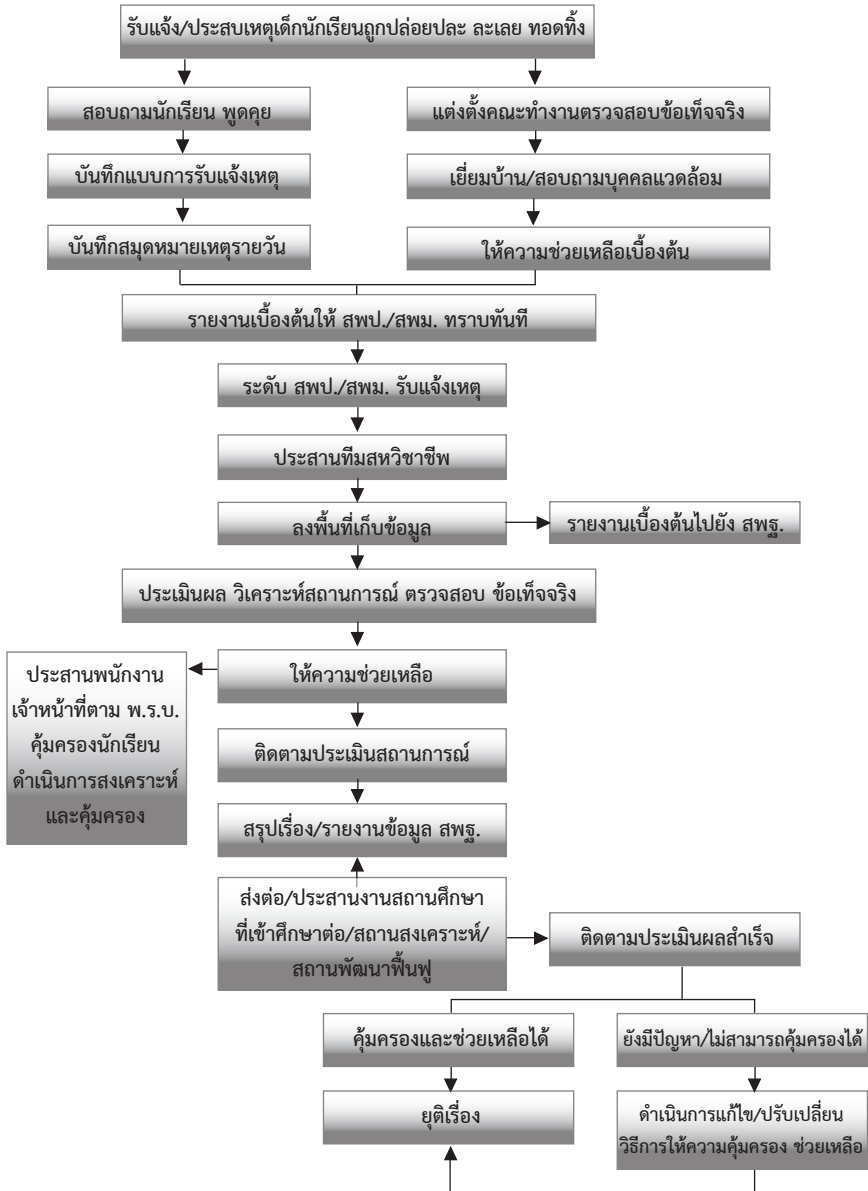 รับแจ้ง/ประสบเหตุเด็กนักเรียนถูกปล่อยปละ ละเลย ทอดทิ้ง
สอบถามนักเรียน พูดคุย
แต่งตั้งคณะทำงานตรวจสอบข้อเท็จจริง
บันทึกแบบการรับแจ้งเหตุ
เยี่ยมบ้าน/สอบถามบุคคลแวดล้อม
บันทึกสมุดหมายเหตุรายวัน
ให้ความช่วยเหลือเบื้องต้น
รายงานเบื้องต้นให้ สพป./สพม. ทราบทันที
ระดับ สพป./สพม. รับแจ้งเหตุ
ประสานทีมสหวิชาชีพ
ลงพื้นที่เก็บข้อมูล
รายงานเบื้องต้นไปยัง สพฐ.
ประเมินผล วิเคราะห์สถานการณ์ ตรวจสอบ ข้อเท็จจริง
ให้ความช่วยเหลือ
ประสานพนักงาน
เจ้าหน้าที่ตาม พ.ร.บ.
คุ้มครองนักเรียน
ดำเนินการสงเคราะห์
และคุ้มครอง
ติดตามประเมินสถานการณ์
สรุปเรื่อง/รายงานข้อมูล สพฐ.
ส่งต่อ/ประสานงานสถานศึกษา
ที่เข้าศึกษาต่อ/สถานสงเคราะห์/
สถานพัฒนาฟื้นฟู
ติดตามประเมินผลสำเร็จ
คุ้มครองและช่วยเหลือได้
ยังมีปัญหา/ไม่สามารถคุ้มครองได้
ยุติเรื่อง
ดำเนินการแก้ไข/ปรับเปลี่ยน
วิธีการให้ความคุ้มครอง ช่วยเหลือ